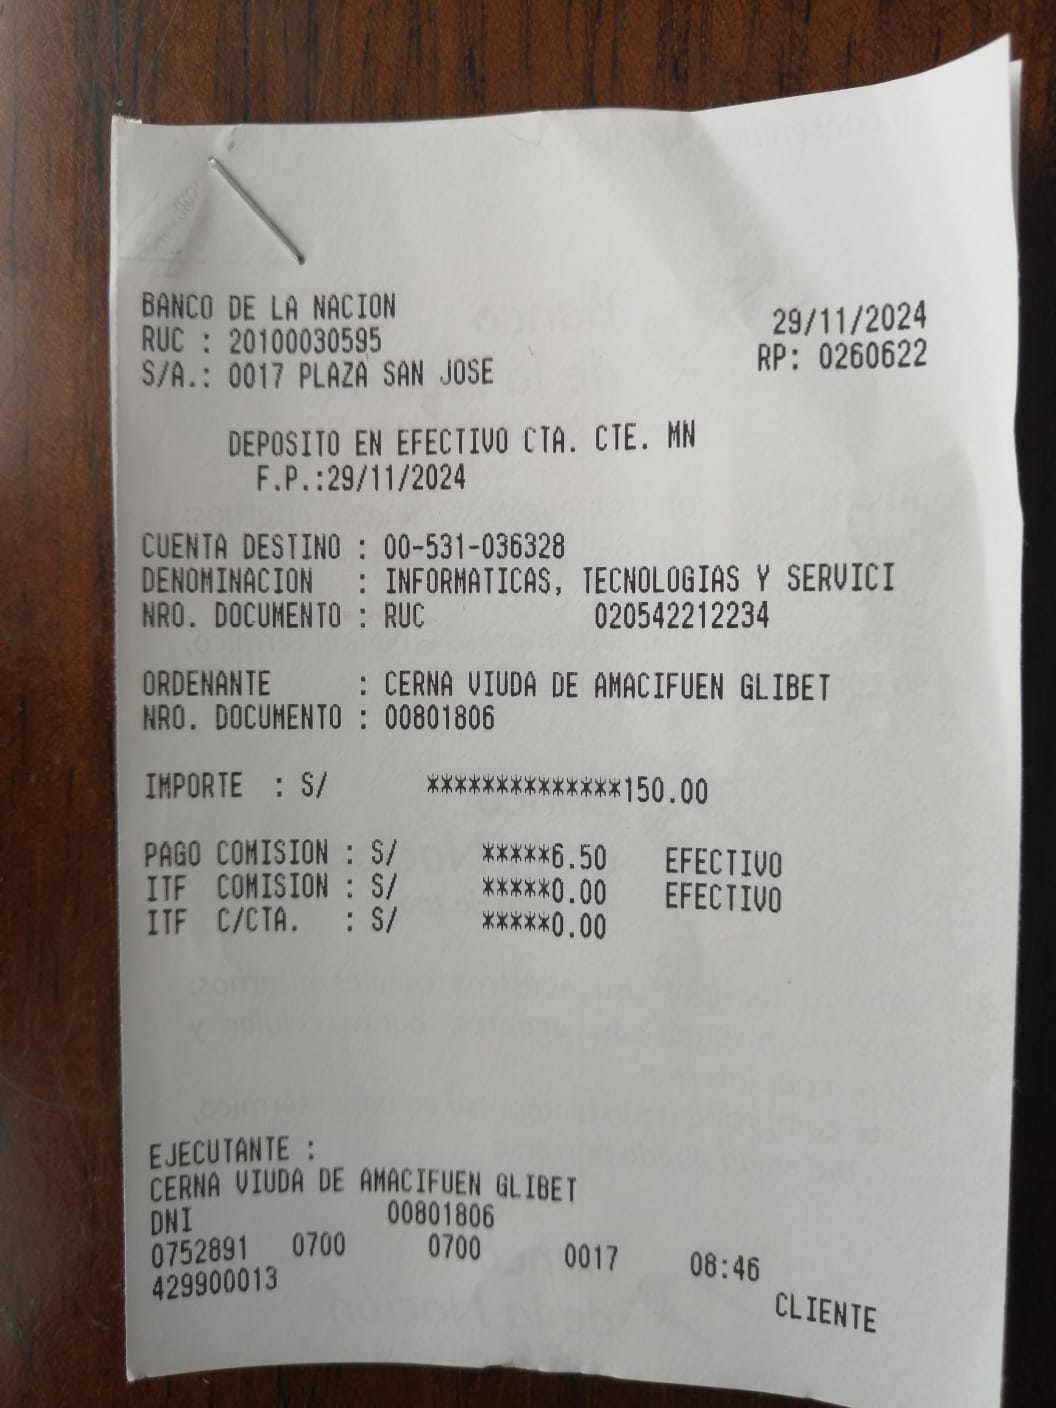 BANCO DE LA NACION 29/11/2024
RUC : 20100030595 RP: 0260622
S/A.: 0017 PLAZA SAN JOSE
DEPOSITO EN EFECTIVO CTA. CTE. MN
F.P.:29/11/2024
CUENTA DESTINO : 00-531-036328
DENOMINACION : INFORMATICAS, TECNOLOGIAS Y SERVICI
NRO. DOCUMENTO : RUC 020542212234
ORDENANTE : CERNA VIUDA DE AMACIFUEN GLIBET
NRO. DOCUMENTO : 00801806
IMPORTE : S/ **************150.00
PAGO COMISION : S/ *****6.50 EFECTIVO
ITF COMISION : S/ *****0.00 EFECTIVO
ITF C/CTA. : S/ *****0.00
EJECUTANTE :
CERNA VIUDA DE AMACIFUEN GLIBET
DNI 00801806
0752891 0700 0700 0017 08:46
429900013
CLIENTE